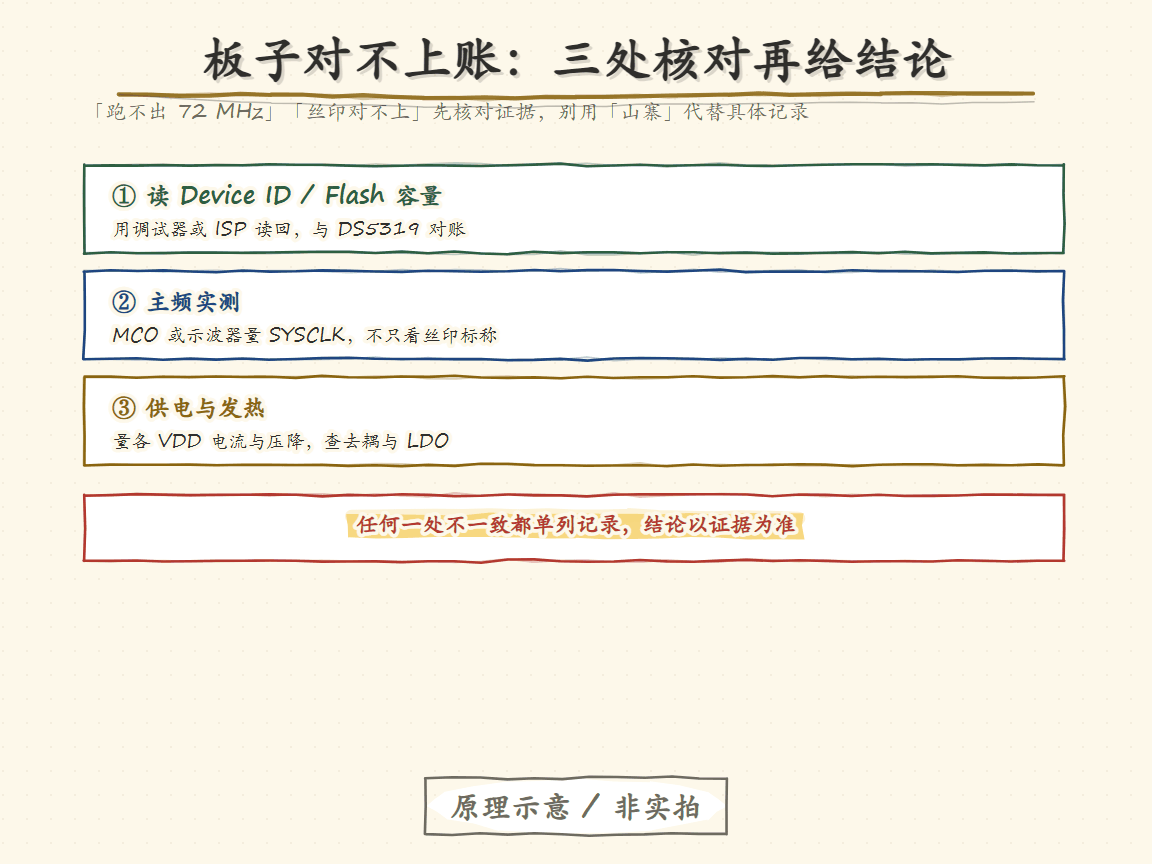 板子对不上账：三处核对再给结论
「跑不出 72 MHz」「丝印对不上」先核对证据，别用「山寨」代替具体记录
① 读 Device ID / Flash 容量
用调试器或 ISP 读回，与 DS5319 对账
② 主频实测
MCO 或示波器量 SYSCLK，不只看丝印标称
③ 供电与发热
量各 VDD 电流与压降，查去耦与 LDO
任何一处不一致都单列记录，结论以证据为准
原理示意 / 非实拍